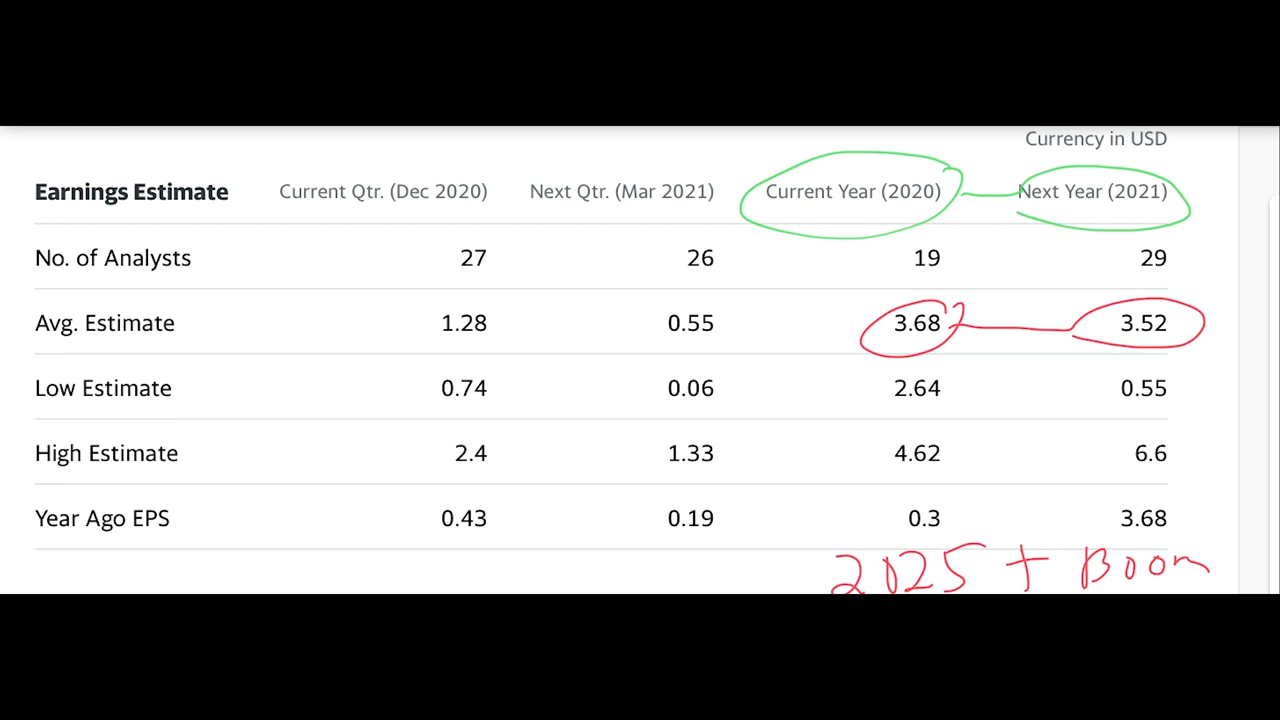 Currency in USD
Earnings Estimate Current Qtr. (Dec 2020) Next Qtr. (Mar 2021) Current Year (2020) Next Year (2021)
No. of Analysts 27 26 19 29
Avg. Estimate 1.28 0.55 3.68 3.52
Low Estimate 0.74 0.06 2.64 0.55
High Estimate 2.4 1.33 4.62 6.6
Year Ago EPS 0.43 0.19 0.3 3.68
2025 + Boom